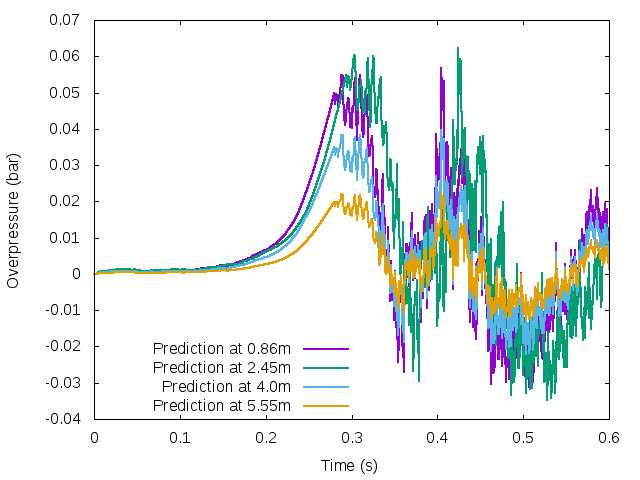 0.07
0.06
0.05
0.04
0.03
0.02
0.01
0
-0.01
-0.02
-0.03
-0.04
Overpressure (bar)
Prediction at 0.86m
Prediction at 2.45m
Prediction at 4.0m
Prediction at 5.55m
0 0.1 0.2 0.3 0.4 0.5 0.6
Time (s)